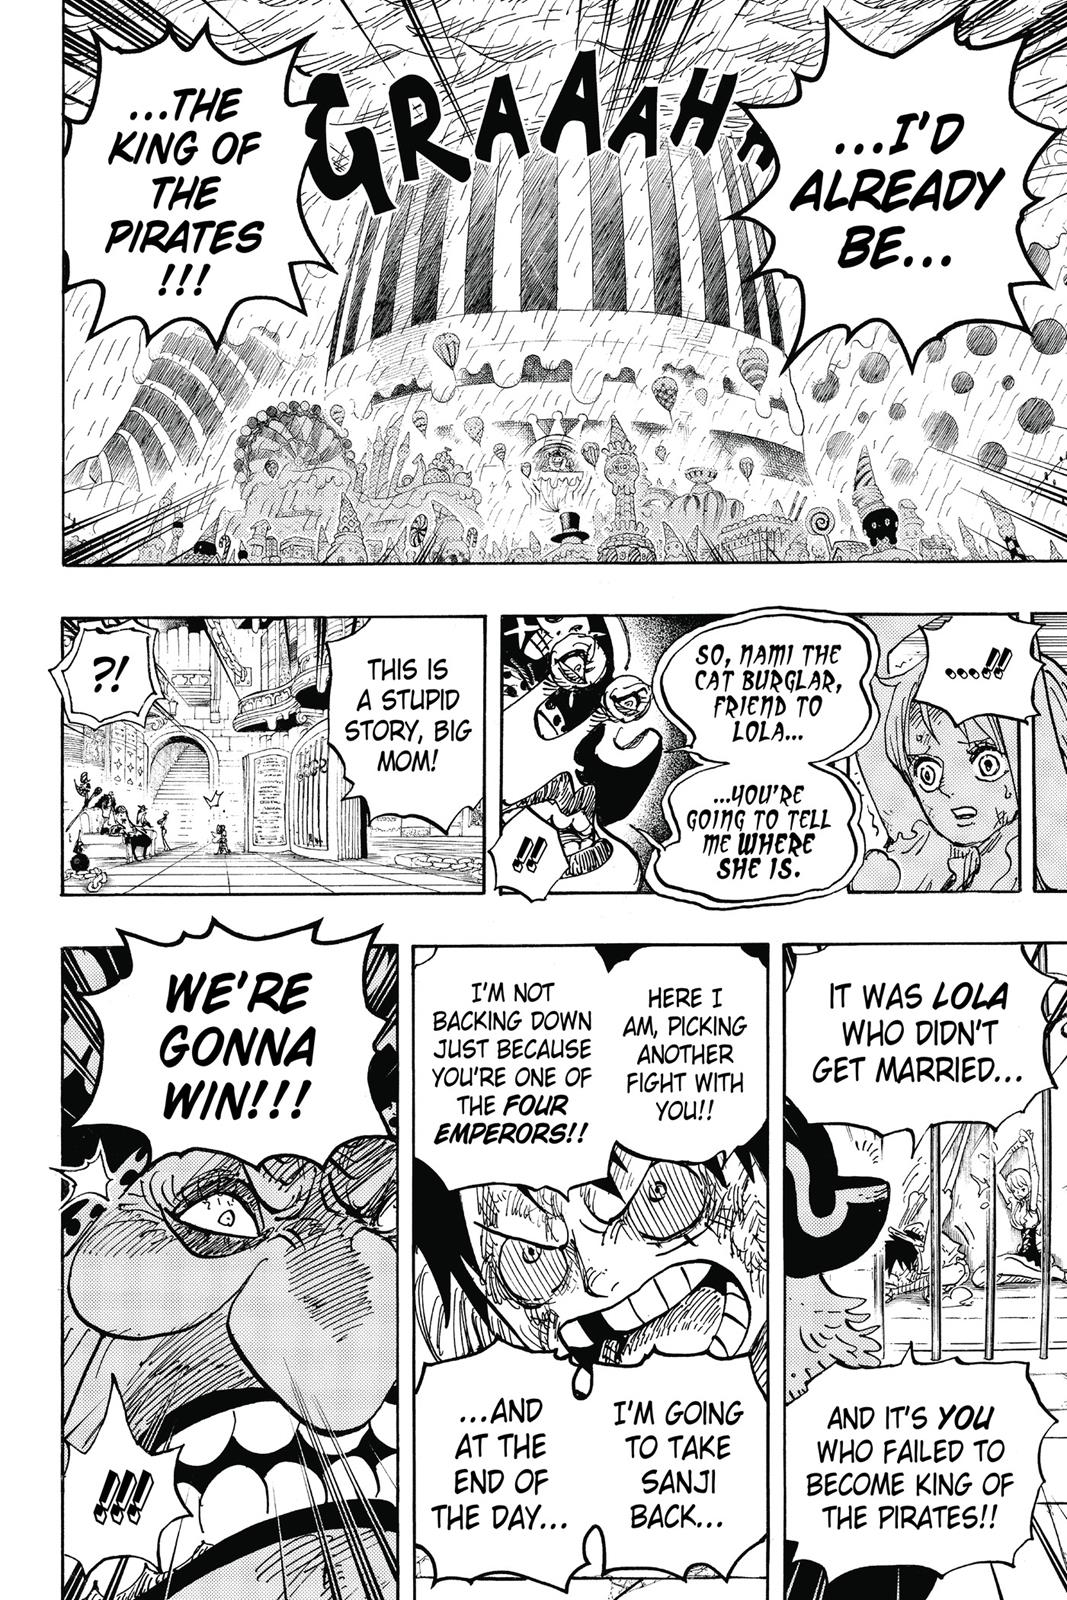 ...I'D
ALREADY
BE...
GRAAAAHH
...THE
KING OF
THE
PIRATES
!!!
....!!
SO, NAMI THE
CAT BURGLAR,
FRIEND TO
LOLA...
...YOU'RE
GOING TO TELL
ME WHERE
SHE IS.
!!
THIS IS
A STUPID
STORY, BIG
MOM!
?!
IT WAS LOLA
WHO DIDN'T
GET MARRIED...
AND IT'S YOU
WHO FAILED TO
BECOME KING OF
THE PIRATES!!
HERE I
AM, PICKING
ANOTHER
FIGHT WITH
YOU!!
I'M NOT
BACKING DOWN
JUST BECAUSE
YOU'RE ONE OF
THE FOUR
EMPERORS!!
I'M GOING
TO TAKE
SANJI
BACK...
...AND
AT THE
END OF
THE DAY...
WE'RE
GONNA
WIN!!!
!!!